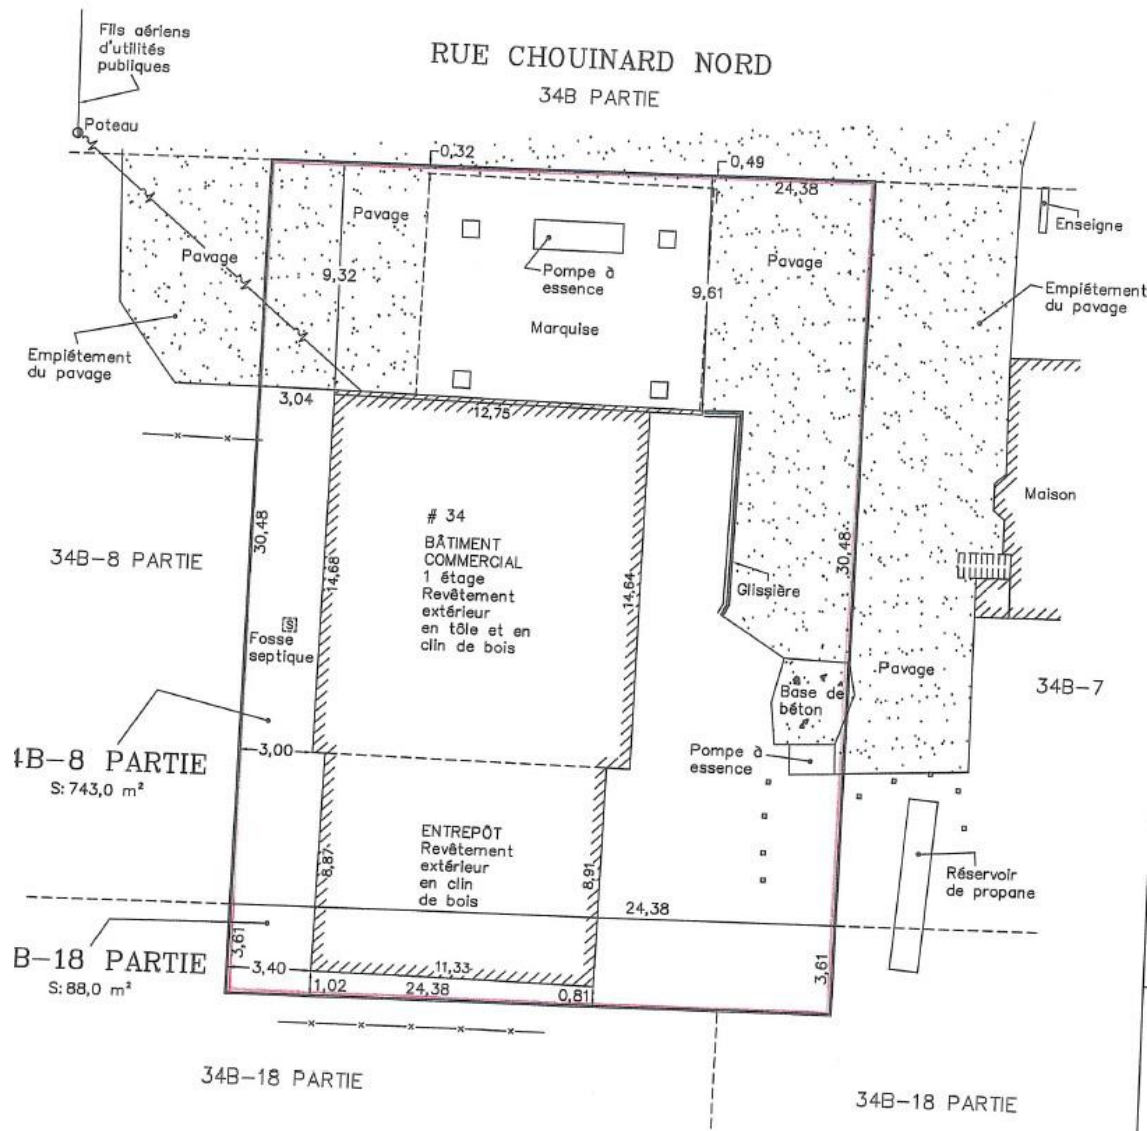 Fils aériens
d'utilités
publiques
RUE CHOUINARD NORD
34B PARTIE
Poteau
0,32
0,49
24,38
Pavage
Enseigne
Pavage
Pavage
Pompe à
essence
9,32
9,61
Empiétement
du pavage
Marquise
Empiétement
du pavage
3,04
12,75
Maison
# 34
BÂTIMENT
COMMERCIAL
1 étage
Revêtement
extérieur
en tôle et en
clin de bois
30,48
14,68
14,64
30,48
34B-8 PARTIE
Glissière
S
Fosse
septique
Pavage
34B-7
Base de
béton
3,00
Pompe à
essence
4B-8 PARTIE
S: 743,0 m²
ENTREPÔT
Revêtement
extérieur
en clin
de bois
8,87
8,91
Réservoir
de propane
24,38
3,61
3,61
B-18 PARTIE
S: 88,0 m²
3,40
11,33
1,02
24,38
0,81
34B-18 PARTIE
34B-18 PARTIE